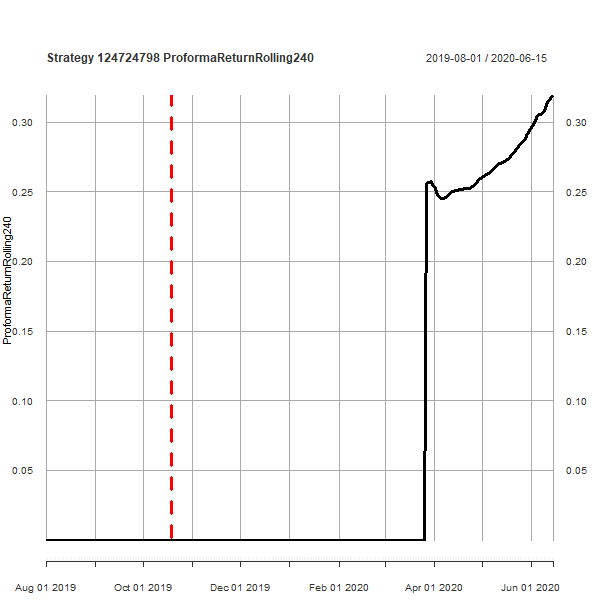 Strategy 124724798 ProformaReturnRolling240
2019-08-01 / 2020-06-15
ProformaReturnRolling240
0.30 0.30
0.25 0.25
0.20 0.20
0.15 0.15
0.10 0.10
0.05 0.05
Aug 01 2019 Oct 01 2019 Dec 01 2019 Feb 01 2020 Apr 01 2020 Jun 01 2020